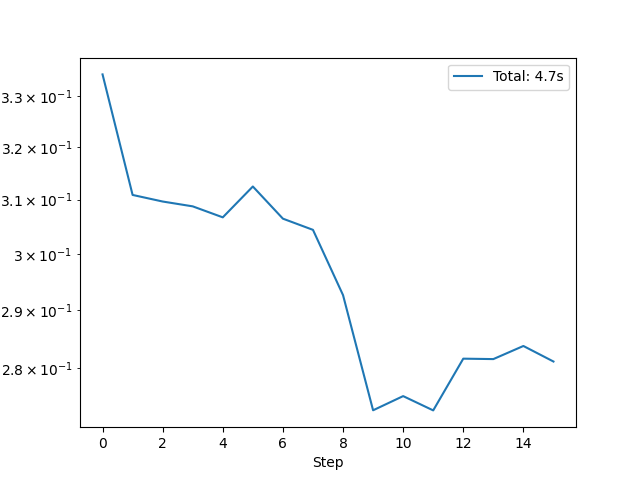 Total: 4.7s
3.3 × 10⁻¹
3.2 × 10⁻¹
3.1 × 10⁻¹
3 × 10⁻¹
2.9 × 10⁻¹
2.8 × 10⁻¹
0 2 4 6 8 10 12 14
Step